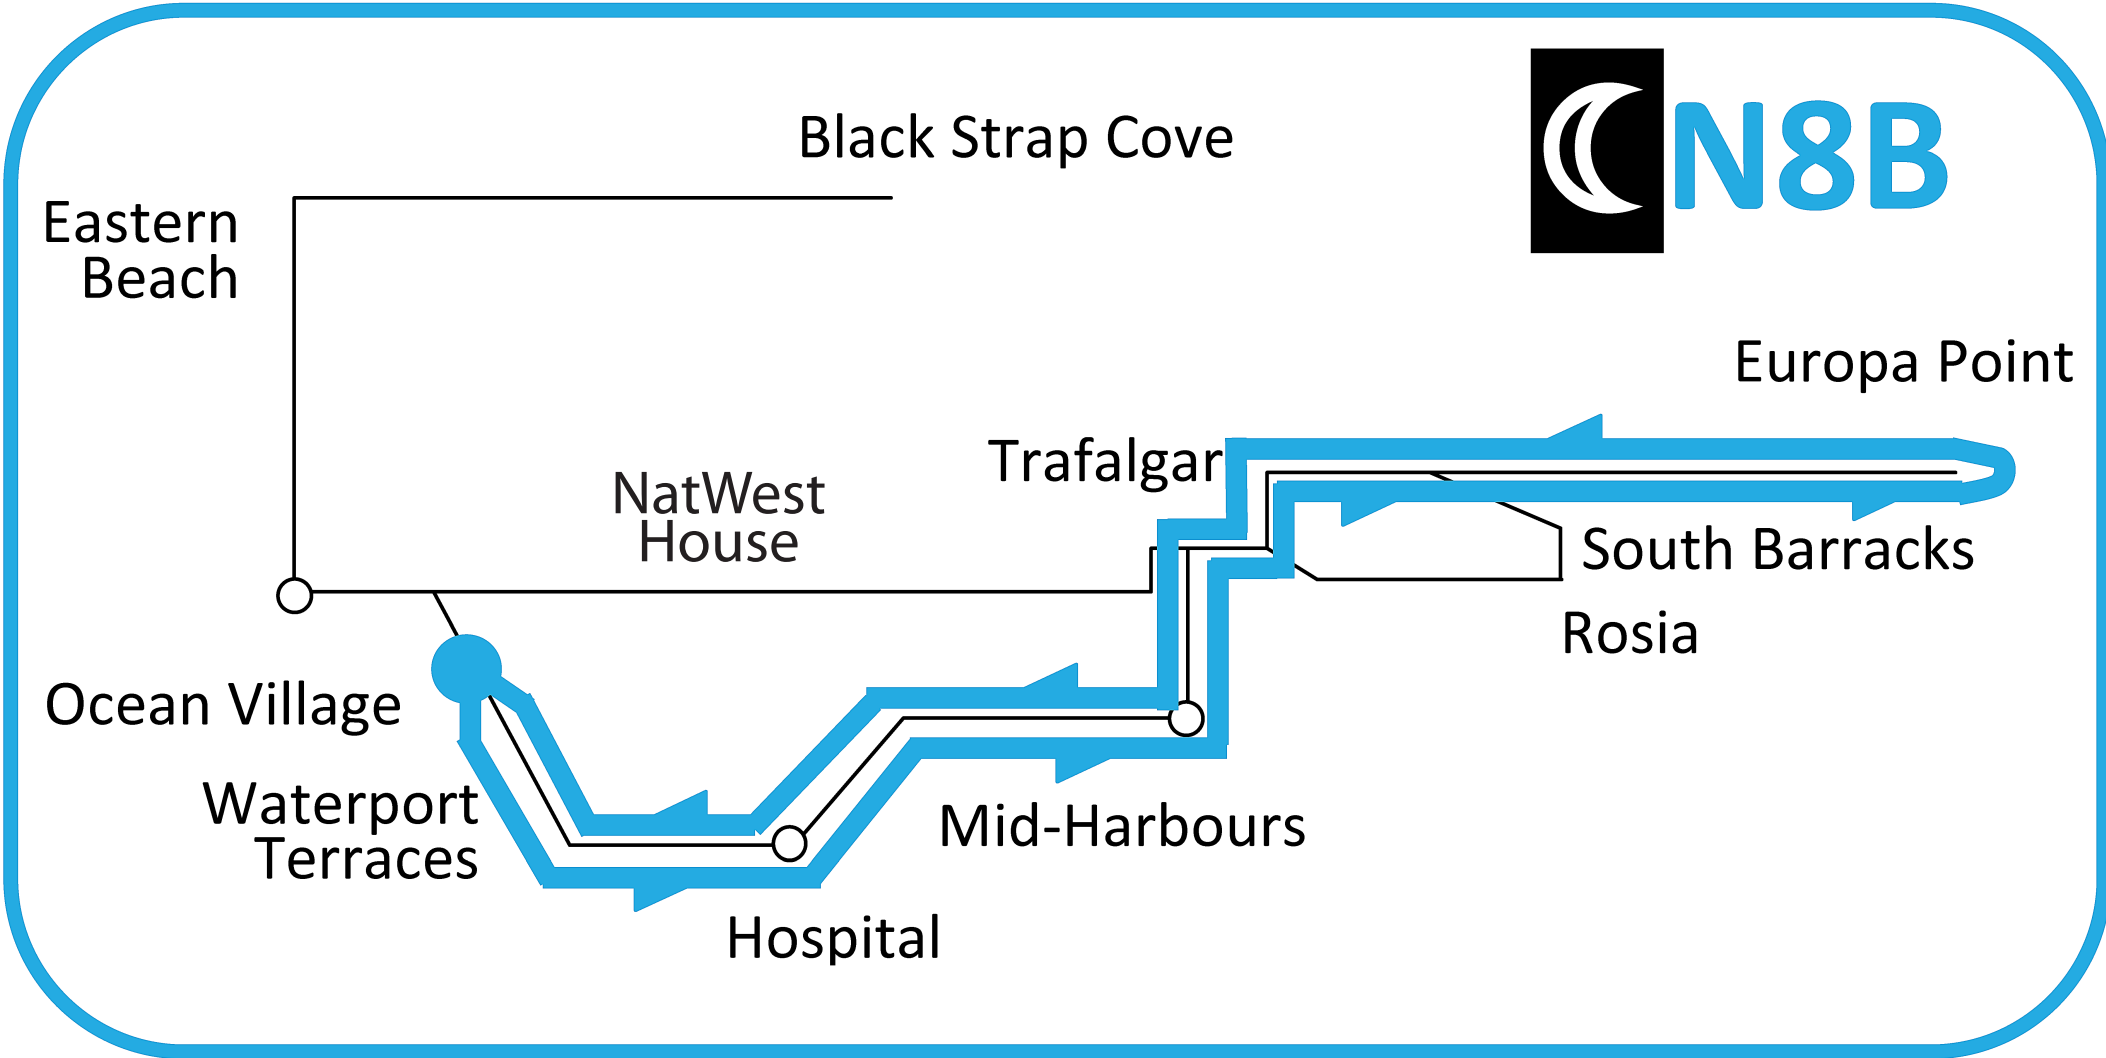 N8B
Black Strap Cove
Eastern
Beach
Europa Point
Trafalgar
NatWest
House
South Barracks
Rosia
Ocean Village
Waterport
Terraces
Mid-Harbours
Hospital